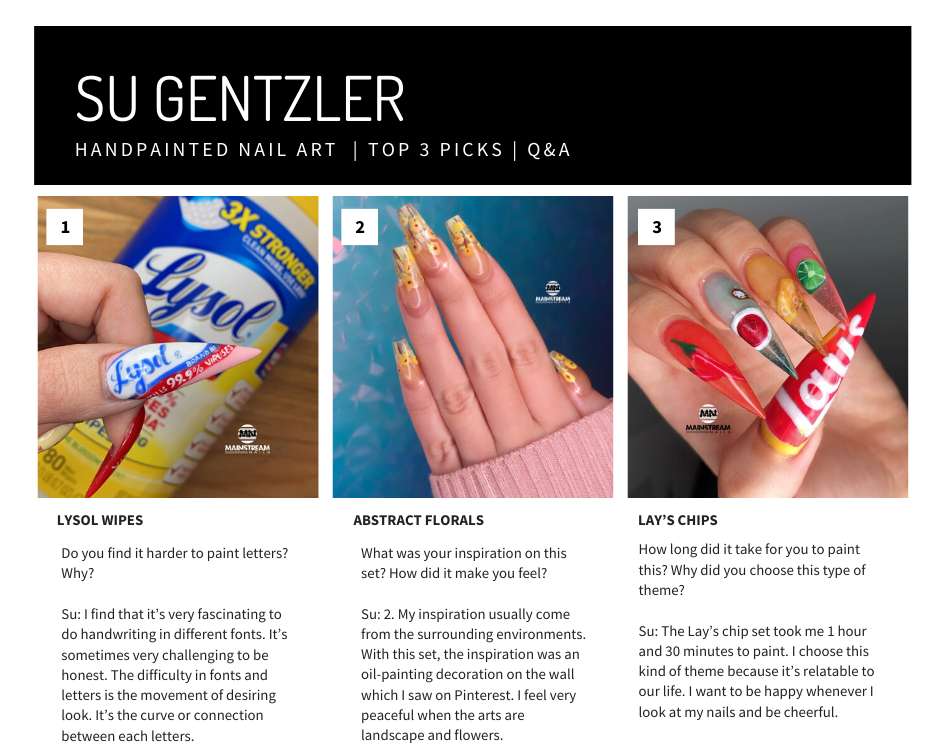 SU GENTZLER
HANDPAINTED NAIL ART | TOP 3 PICKS | Q&A
1
3X STRONGER
Lysol
Lysol
BRAND
99.9% VIRUSES
80
MN
MAINSTREAM
NAILS
2
MN
MAINSTREAM
NAILS
3
Lays
MN
MAINSTREAM
NAILS
LYSOL WIPES
Do you find it harder to paint letters?
Why?
Su: I find that it’s very fascinating to
do handwriting in different fonts. It’s
sometimes very challenging to be
honest. The difficulty in fonts and
letters is the movement of desiring
look. It’s the curve or connection
between each letters.
ABSTRACT FLORALS
What was your inspiration on this
set? How did it make you feel?
Su: 2. My inspiration usually come
from the surrounding environments.
With this set, the inspiration was an
oil-painting decoration on the wall
which I saw on Pinterest. I feel very
peaceful when the arts are
landscape and flowers.
LAY’S CHIPS
How long did it take for you to paint
this? Why did you choose this type of
theme?
Su: The Lay’s chip set took me 1 hour
and 30 minutes to paint. I choose this
kind of theme because it’s relatable to
our life. I want to be happy whenever I
look at my nails and be cheerful.